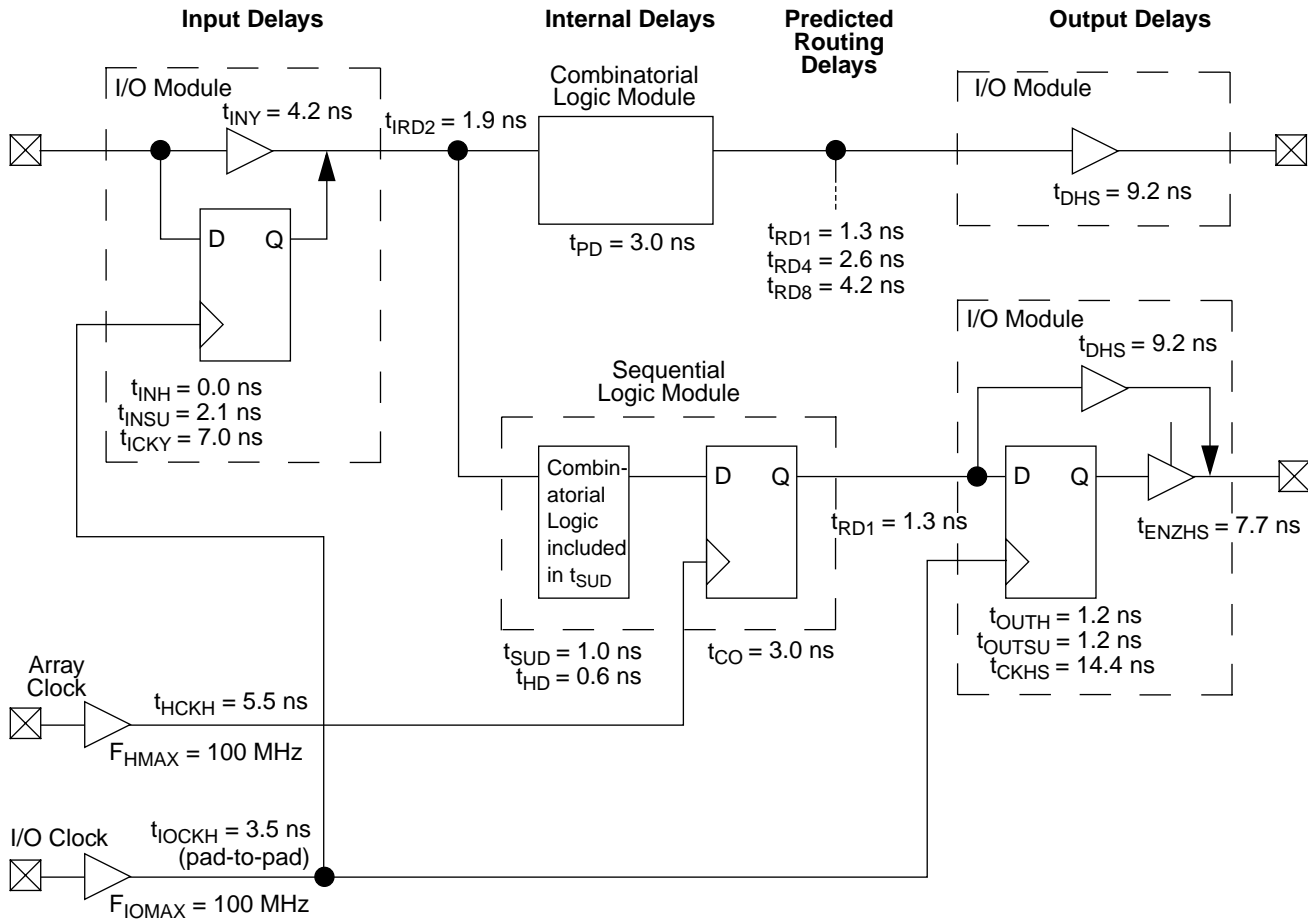 Input Delays
Internal Delays
Predicted
Routing
Delays
Output Delays
I/O Module
tINY = 4.2 ns
tIRD2 = 1.9 ns
Combinatorial
Logic Module
I/O Module
tDHS = 9.2 ns
D Q
tPD = 3.0 ns
tRD1 = 1.3 ns
tRD4 = 2.6 ns
tRD8 = 4.2 ns
tINH = 0.0 ns
tINSU = 2.1 ns
tICKY = 7.0 ns
Sequential
Logic Module
I/O Module
tDHS = 9.2 ns
Combin-
atorial
Logic
included
in tSUD
D Q
tRD1 = 1.3 ns
D Q
tENZHS = 7.7 ns
tSUD = 1.0 ns
tHD = 0.6 ns
tCO = 3.0 ns
tOUTH = 1.2 ns
tOUTSU = 1.2 ns
tCKHS = 14.4 ns
Array
Clock
tHCKH = 5.5 ns
FHMAX = 100 MHz
I/O Clock
tIOCKH = 3.5 ns
(pad-to-pad)
FIOMAX = 100 MHz